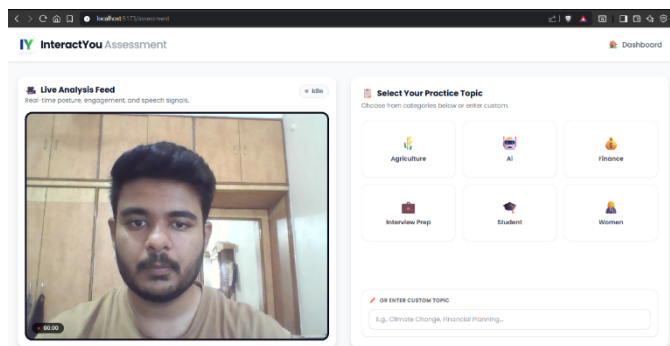 localhost:5173/assessment
IY InteractYou Assessment
Dashboard
Live Analysis Feed
Idle
Real-time posture, engagement, and speech signals.
00:00
Select Your Practice Topic
Choose from categories below or enter custom.
Agriculture
Ai
Finance
Interview Prep
Student
Women
OR ENTER CUSTOM TOPIC
E.g., Climate Change, Financial Planning...